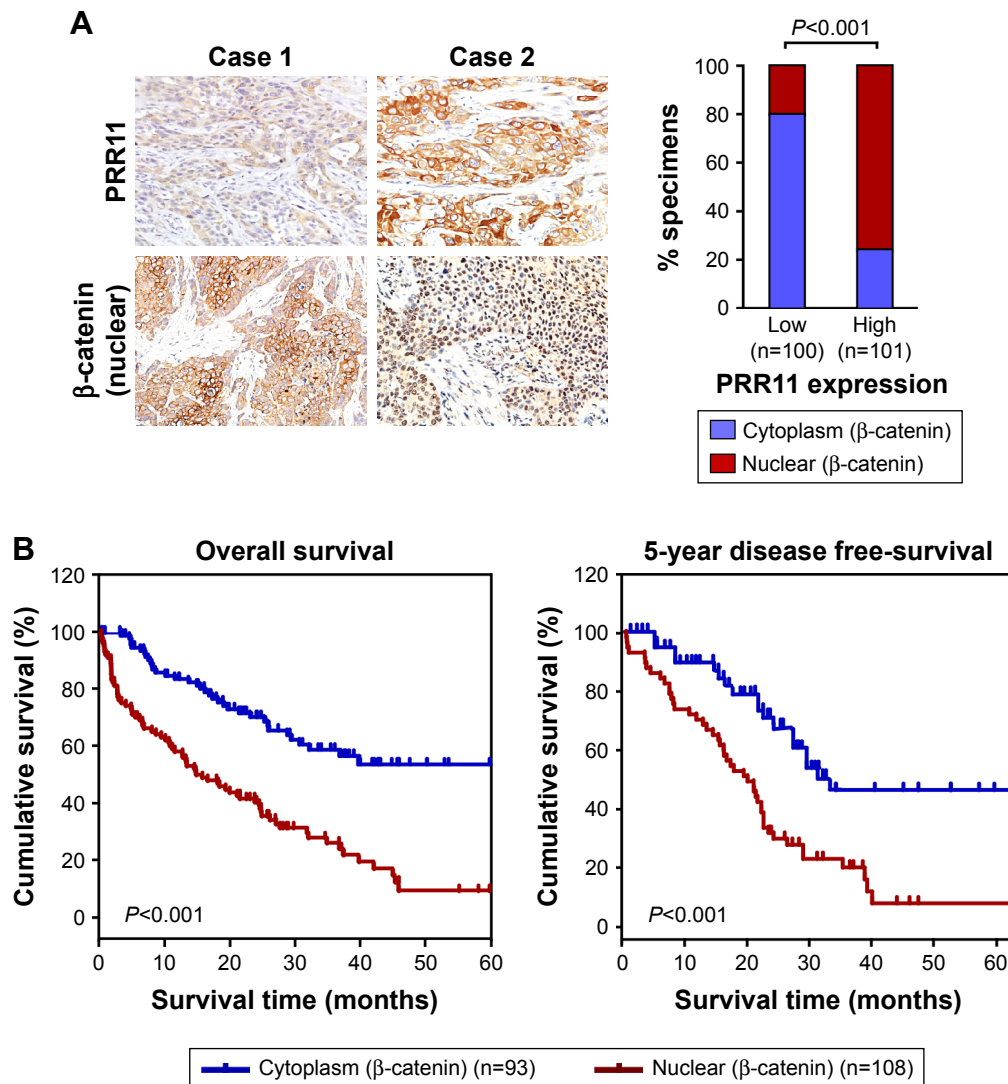 A
Case 1
Case 2
PRR11
β-catenin
(nuclear)
P<0.001
% specimens
100
80
60
40
20
0
Low
(n=100)
High
(n=101)
PRR11 expression
Cytoplasm (β-catenin)
Nuclear (β-catenin)
B
Overall survival
Cumulative survival (%)
120
100
80
60
40
20
0
P<0.001
0 10 20 30 40 50 60
Survival time (months)
5-year disease free-survival
Cumulative survival (%)
120
100
80
60
40
20
0
P<0.001
0 10 20 30 40 50 60
Survival time (months)
Cytoplasm (β-catenin) (n=93)
Nuclear (β-catenin) (n=108)